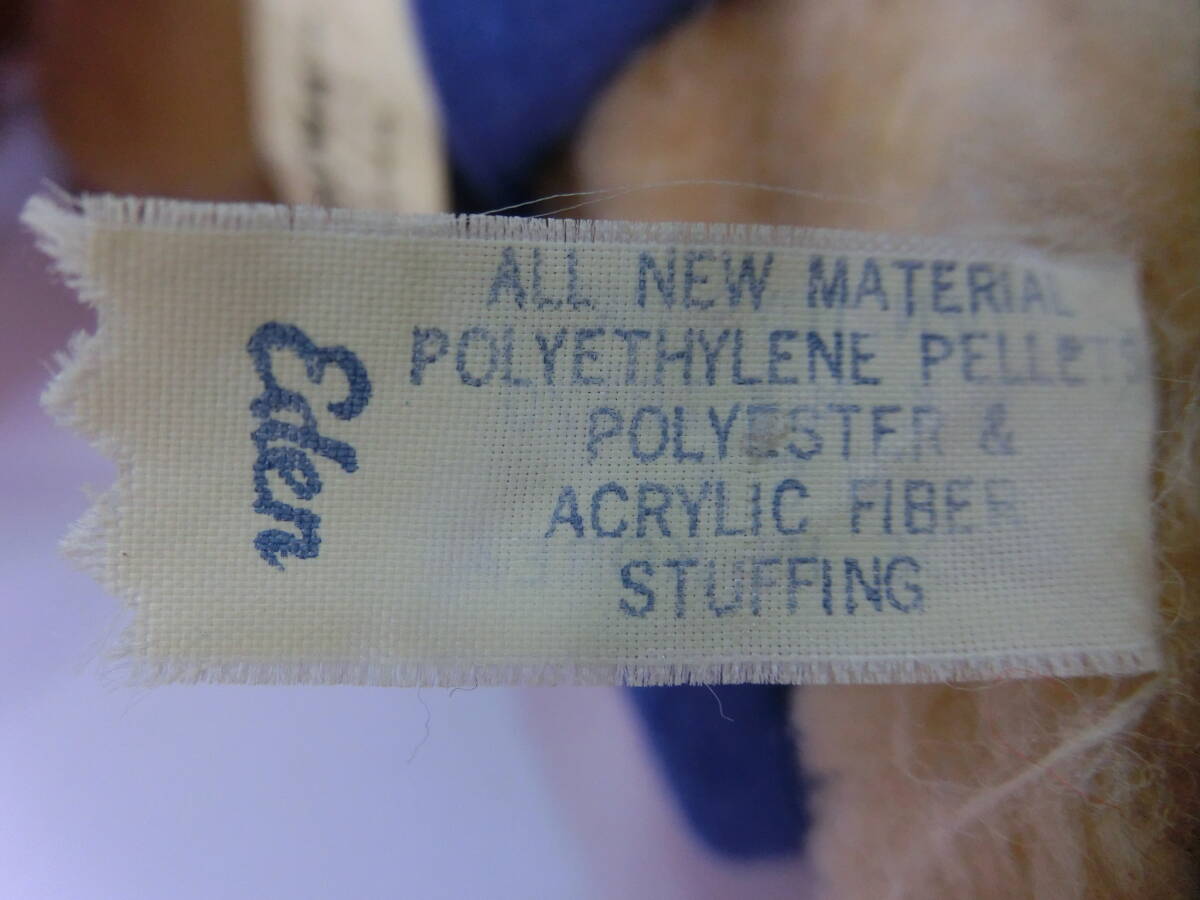 Eden
ALL NEW MATERIAL
POLYETHYLENE PELLETS
POLYESTER &
ACRYLIC FIBER
STUFFING